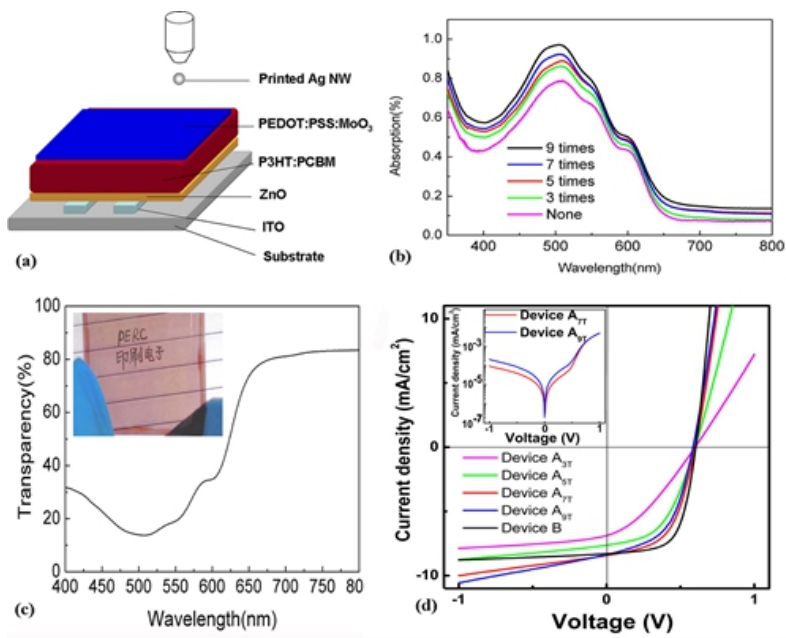 Printed Ag NW
PEDOT:PSS:MoO3
P3HT:PCBM
ZnO
ITO
Substrate
(a)
Absorption(%)
1.0
0.8
0.6
0.4
0.2
0.0
9 times
7 times
5 times
3 times
None
400
500
600
700
800
Wavelength(nm)
(b)
Transparency(%)
100
80
60
40
20
0
PERC
印刷电子
400 450 500 550 600 650 700 750 80
Wavelength(nm)
(c)
Current density (mA/cm2)
10
0
-10
Current density (mA/cm2)
10-3
10-5
10-7
Device A7T
Device A9T
-1 0 1
Voltage (V)
Device A3T
Device A5T
Device A7T
Device A9T
Device B
-1 0 1
Voltage (V)
(d)